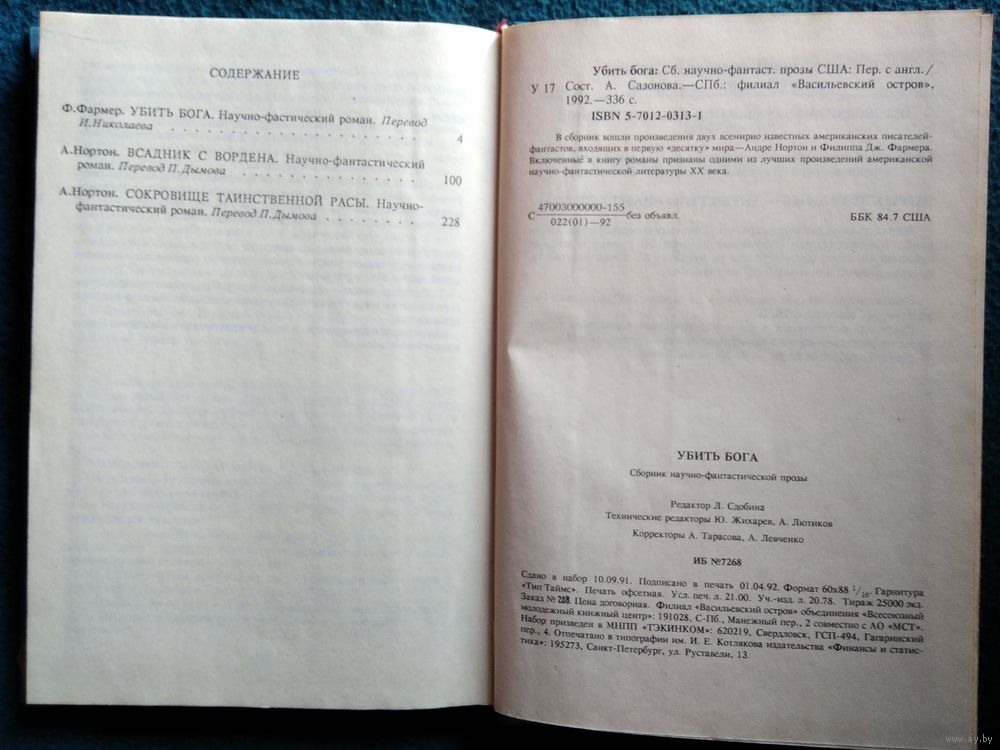 СОДЕРЖАНИЕ
Ф.Фармер. УБИТЬ БОГА. Научно-фастический роман. Перевод
И.Николаева . . . . . . . . . . . . . . . . 4
А.Нортон. ВСАДНИК С ВОРДЕНА. Научно-фантастический
роман. Перевод П.Дымова . . . . . . . . . . . . 100
А.Нортон. СОКРОВИЩЕ ТАИНСТВЕННОЙ РАСЫ. Научно-
фантастический роман. Перевод П.Дымова . . . . . . . 228
Убить бога: Сб. научно-фантаст. прозы США: Пер. с англ./
У 17 Сост. А. Сазонова.—СПб.: филиал «Васильевский остров»,
1992.—336 с.
ISBN 5-7012-0313-1
В сборник вошли произведения двух всемирно известных американских писателей-
фантастов, входящих в первую «десятку» мира—Андре Нортон и Филиппа Дж. Фармера.
Включенные в книгу романы признаны одними из лучших произведений американской
научно-фантастической литературы XX века.
С 47003000000-155 без объявл.
022(01)—92
ББК 84.7 США
УБИТЬ БОГА
Сборник научно-фантастической прозы
Редактор Л. Сдобина
Технические редакторы Ю. Жихарев, А. Лютиков
Корректоры А. Тарасова, А. Левченко
ИБ №7268
Сдано в набор 10.09.91. Подписано в печать 01.04.92. Формат 60х88 1/16. Гарнитура
«Тип Таймс». Печать офсетная. Усл. печ. л. 21.00. Уч.-изд. л. 20.78. Тираж 25000 экз.
Заказ № 208. Цена договорная. Филиал «Васильевский остров» объединения «Всесоюзный
молодежный книжный центр»: 191028, С-Пб., Манежный пер., 2 совместно с АО «МСТ».
Набор призведен в МНПП «ТЭКИНКОМ»: 620219, Свердловск, ГСП-494, Гагаринский
пер., 4. Отпечатано в типографии им. И. Е. Котлякова издательства «Финансы и статис-
тика»: 195273, Санкт-Петербург, ул. Руставели, 13.
www.ay.by